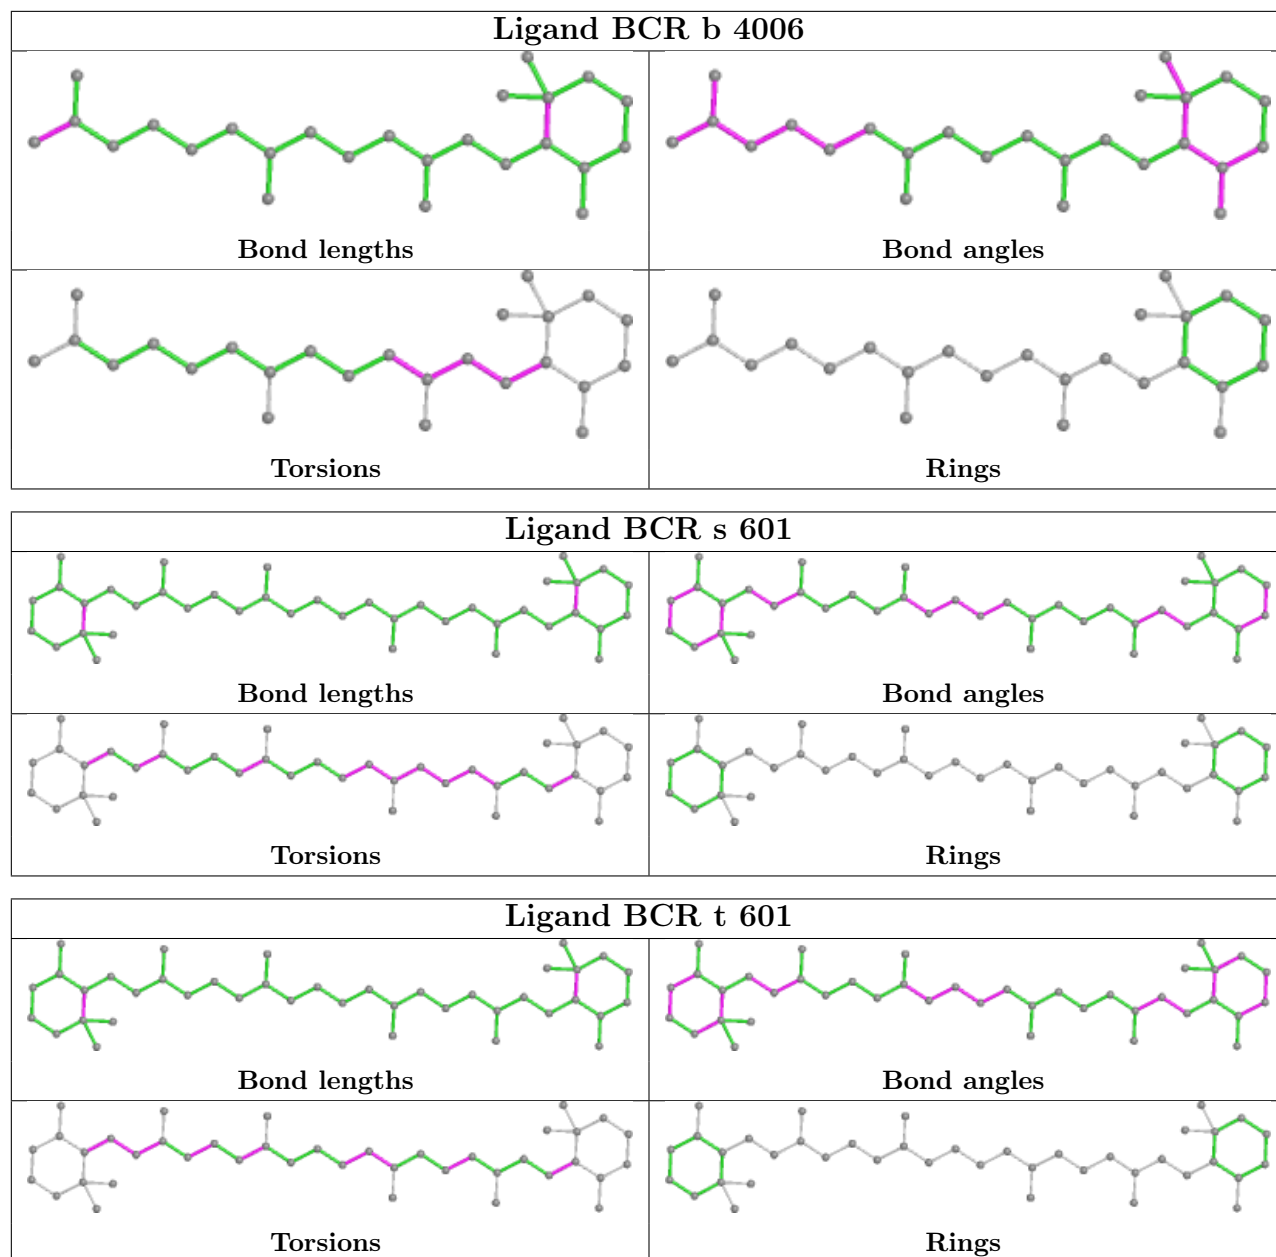 Ligand BCR b 4006
Bond lengths
Bond angles
Torsions
Rings
Ligand BCR s 601
Bond lengths
Bond angles
Torsions
Rings
Ligand BCR t 601
Bond lengths
Bond angles
Torsions
Rings